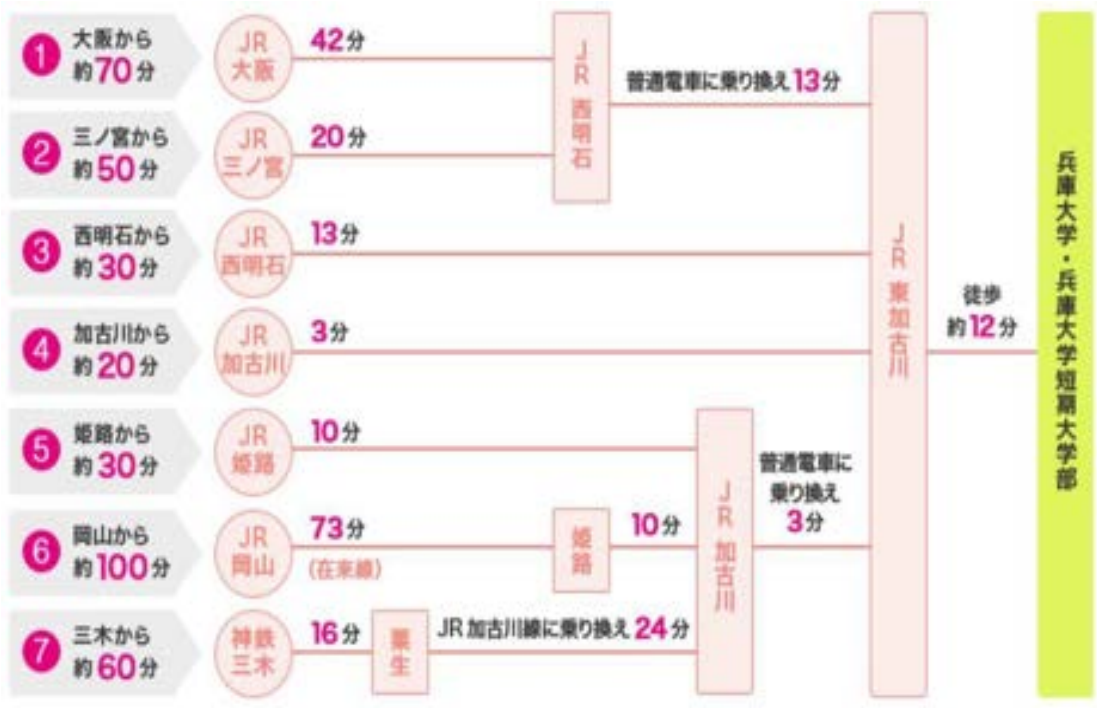 1
大阪から
約70分
JR
大阪
42分
JR 西明石
普通電車に乗り換え13分
2
三ノ宮から
約50分
JR
三ノ宮
20分
3
西明石から
約30分
JR
西明石
13分
JR 東加古川
徒歩
約12分
兵庫大学・兵庫大学短期大学部
4
加古川から
約20分
JR
加古川
3分
5
姫路から
約30分
JR
姫路
10分
JR 加古川
普通電車に
乗り換え
3分
6
岡山から
約100分
JR
岡山
73分
(在来線)
姫路
10分
7
三木から
約60分
神鉄
三木
16分
粟生
JR加古川線に乗り換え24分